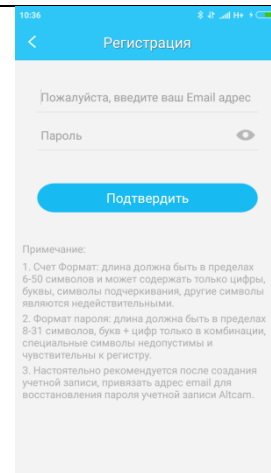 10:36 H+
Регистрация
Пожалуйста, введите ваш Email адрес
Пароль
Подтвердить
Примечание:
1. Счет Формат: длина должна быть в пределах
6-50 символов и может содержать только цифры,
буквы, символы подчеркивания, другие символы
являются недействительными.
2. Формат пароля: длина должна быть в пределах
8-31 символов, букв + цифр только в комбинации,
специальные символы недопустимы и
чувствительны к регистру.
3. Настоятельно рекомендуется после создания
учетной записи, привязать адрес email для
восстановления пароля учетной записи Altcam.